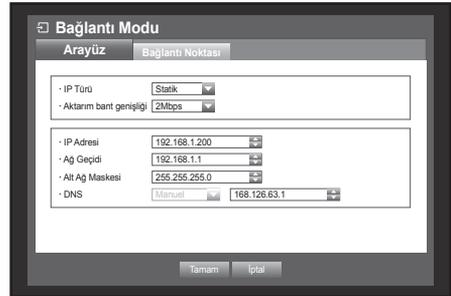 Bağlantı Modu
Arayüz Bağlantı Noktası
· IP Türü Statik
· Aktarım bant genişliği 2Mbps
· IP Adresi 192.168.1.200
· Ağ Geçidi 192.168.1.1
· Alt Ağ Maskesi 255.255.255.0
· DNS Manuel 168.126.63.1
Tamam İptal